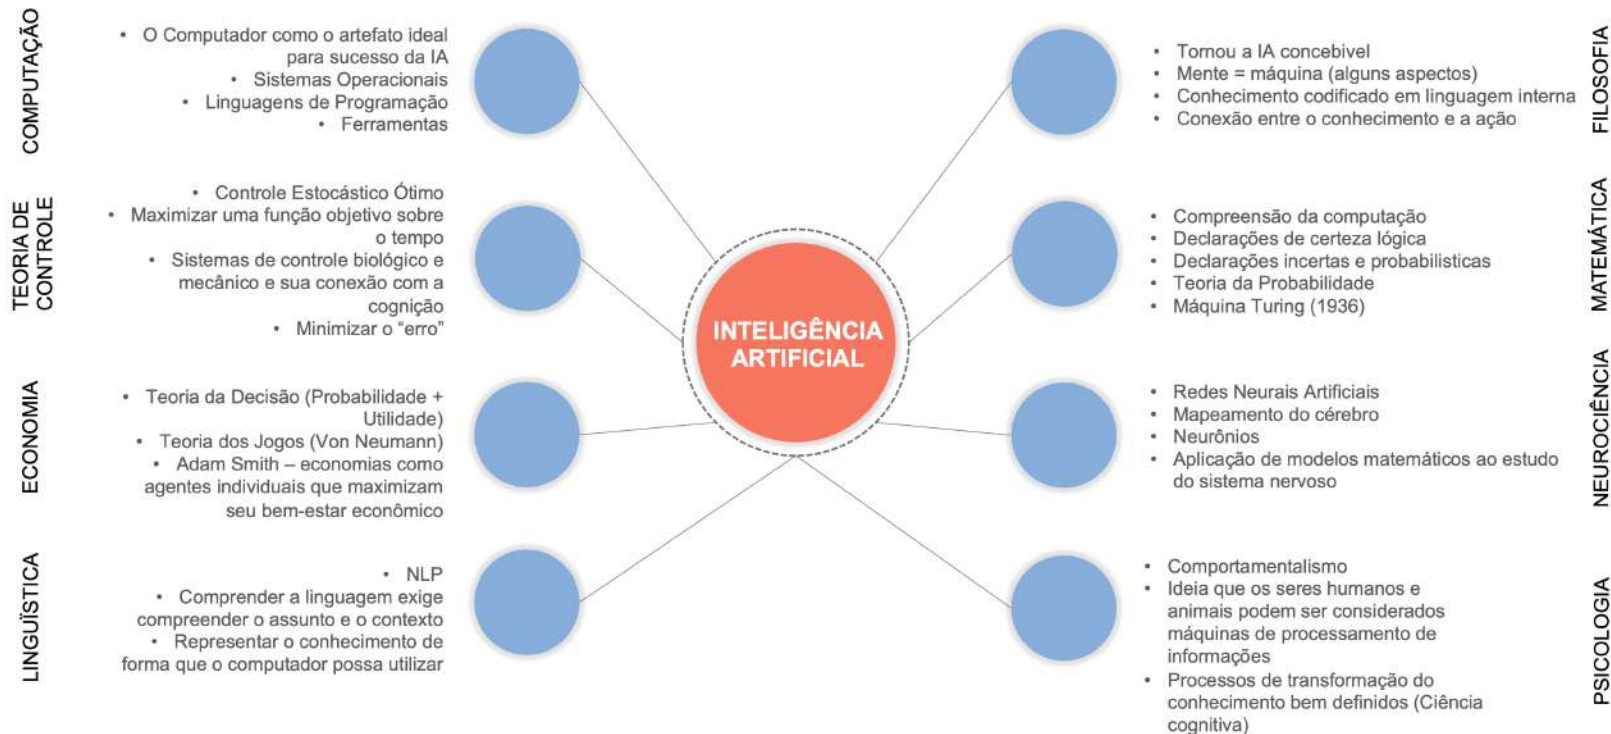 COMPUTAÇÃO
• O Computador como o artefato ideal
para sucesso da IA
• Sistemas Operacionais
• Linguagens de Programação
• Ferramentas
TEORIA DE
CONTROLE
• Controle Estocástico Ótimo
• Maximizar uma função objetivo sobre
o tempo
• Sistemas de controle biológico e
mecânico e sua conexão com a
cognição
• Minimizar o “erro”
ECONOMIA
• Teoria da Decisão (Probabilidade +
Utilidade)
• Teoria dos Jogos (Von Neumann)
• Adam Smith – economias como
agentes individuais que maximizam
seu bem-estar econômico
LINGUÏSTICA
• NLP
• Comprender a linguagem exige
compreender o assunto e o contexto
• Representar o conhecimento de
forma que o computador possa utilizar
INTELIGÊNCIA
ARTIFICIAL
FILOSOFIA
• Tornou a IA concebivel
• Mente = máquina (alguns aspectos)
• Conhecimento codificado em linguagem interna
• Conexão entre o conhecimento e a ação
MATEMÁTICA
• Compreensão da computação
• Declarações de certeza lógica
• Declarações incertas e probabilisticas
• Teoria da Probabilidade
• Máquina Turing (1936)
NEUROCIÊNCIA
• Redes Neurais Artificiais
• Mapeamento do cérebro
• Neurônios
• Aplicação de modelos matemáticos ao estudo
do sistema nervoso
PSICOLOGIA
• Comportamentalismo
• Ideia que os seres humanos e
animais podem ser considerados
máquinas de processamento de
informações
• Processos de transformação do
conhecimento bem definidos (Ciência
cognitiva)